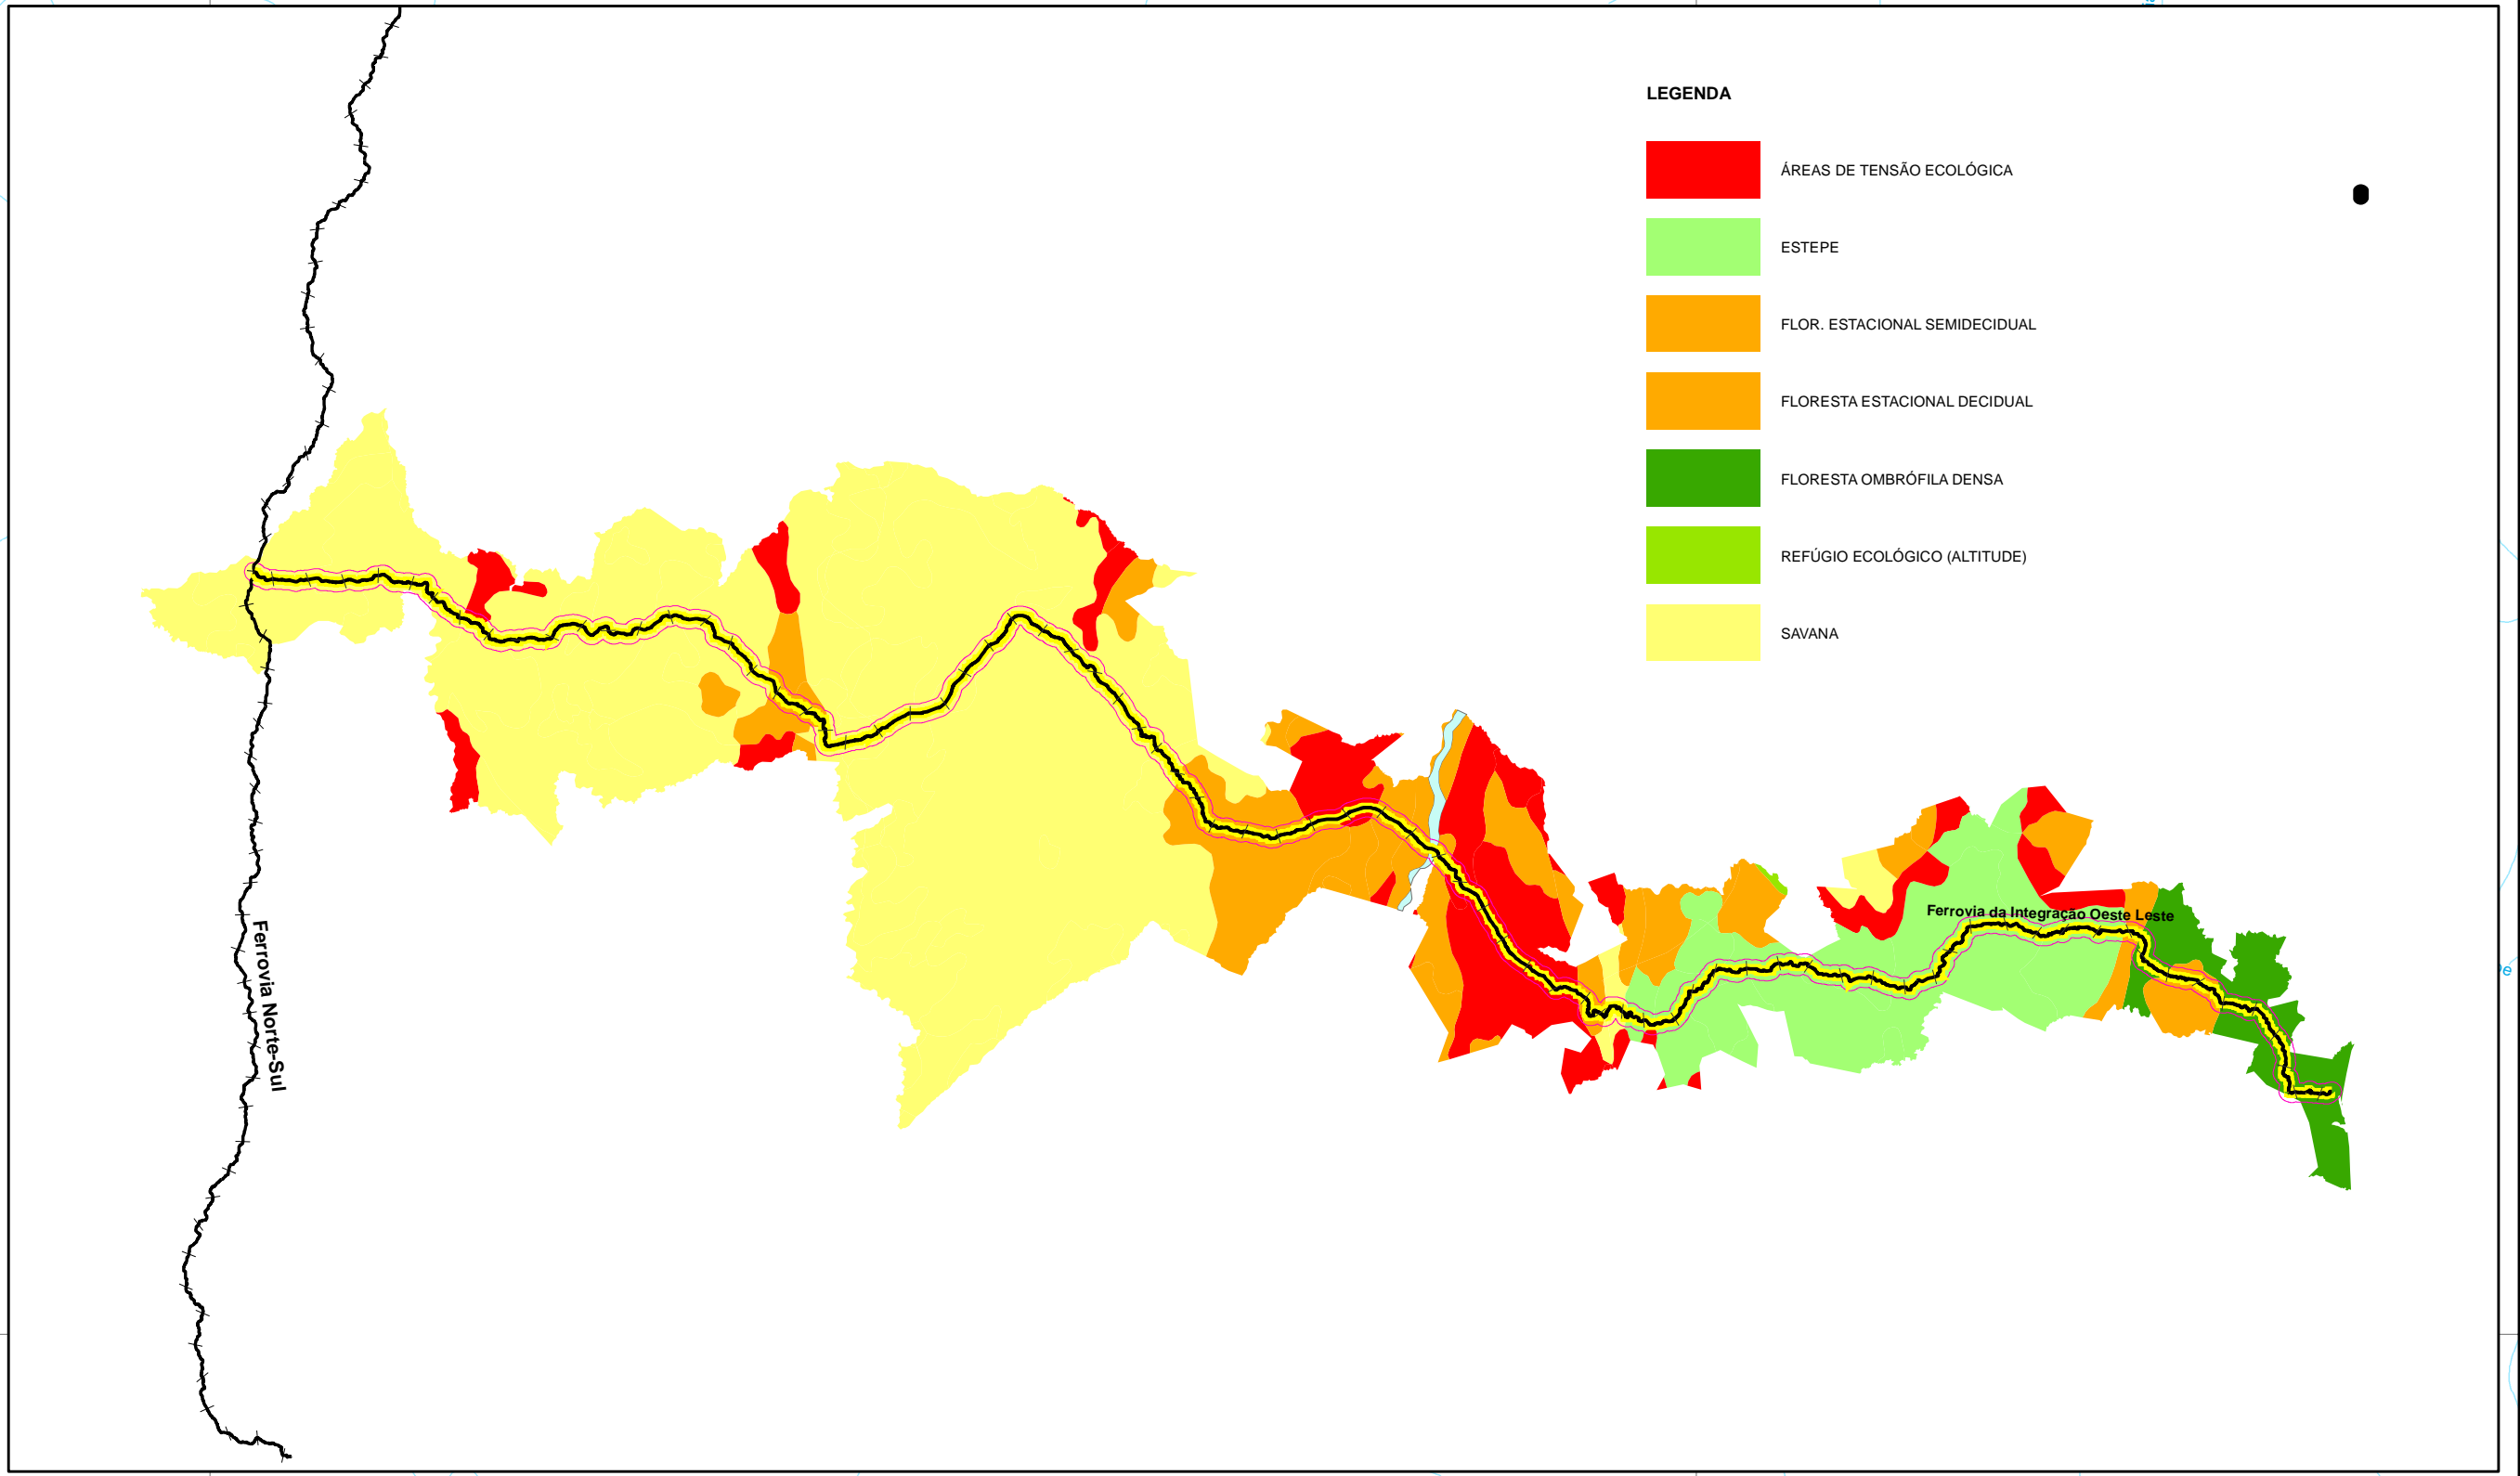 LEGENDA
ÁREAS DE TENSÃO ECOLÓGICA
ESTEPE
FLOR. ESTACIONAL SEMIDECIDUAL
FLORESTA ESTACIONAL DECIDUAL
FLORESTA OMBRÓFILA DENSA
REFÚGIO ECOLÓGICO (ALTITUDE)
SAVANA
Ferrovia da Integração Oeste Leste
Ferrovia Norte-Sul